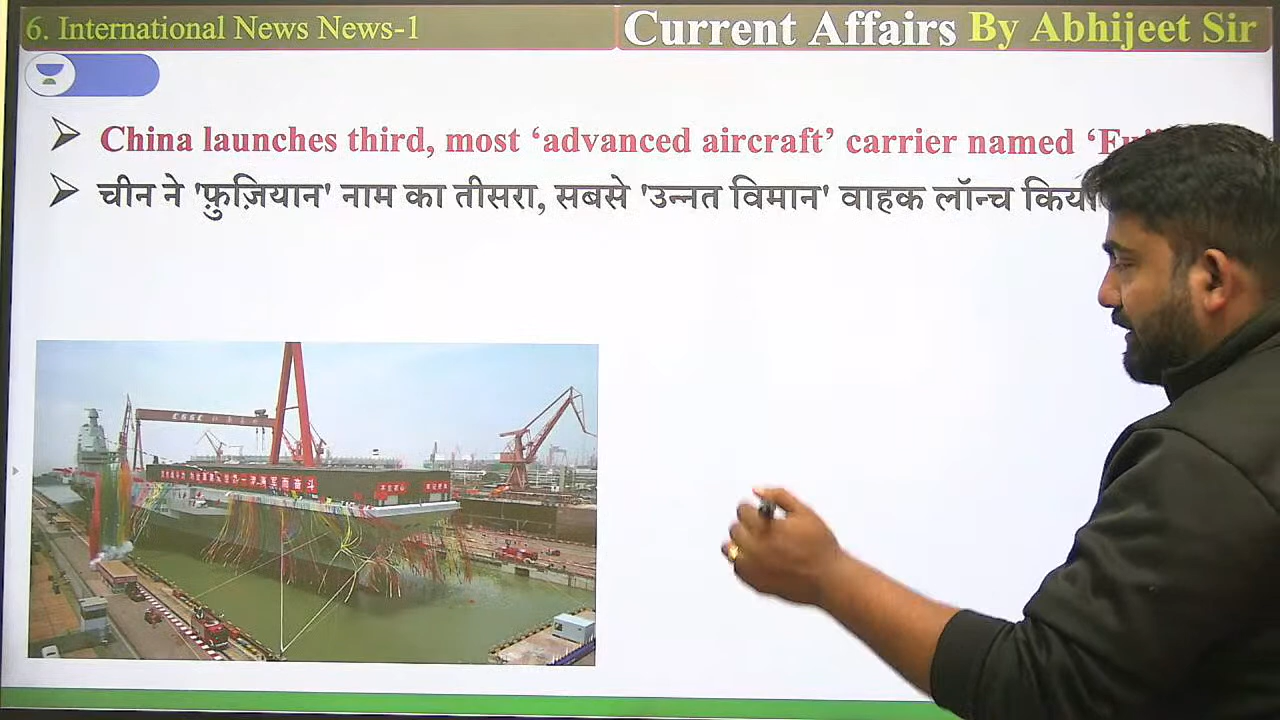 6. International News News-1
Current Affairs By Abhijeet Sir
China launches third, most ‘advanced aircraft’ carrier named
चीन ने 'फ़ुज़ियान' नाम का तीसरा, सबसे 'उन्नत विमान' वाहक लॉन्च किया